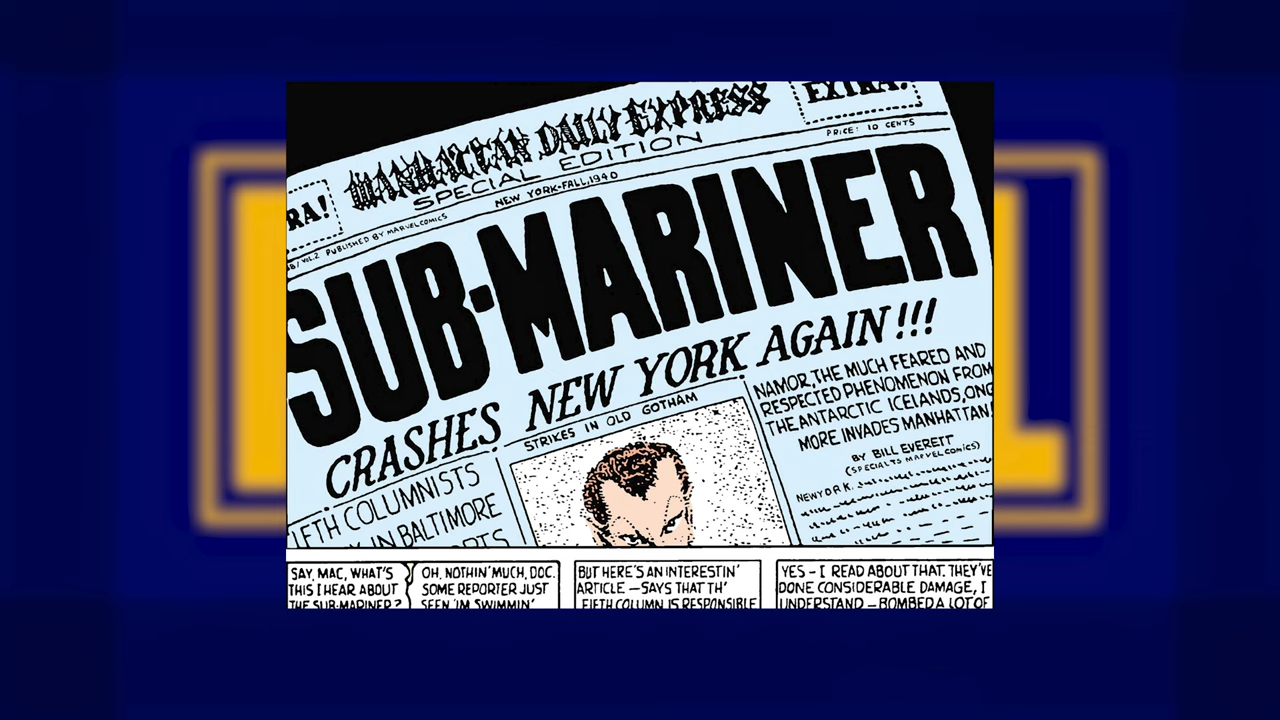 EXTRA!
MANHATTAN DAILY EXPRESS
SPECIAL EDITION
RA!
PUBLISHED BY MARVEL COMICS
NEW YORK-FALL, 1940
PRICE: 10 CENTS
VOL.2
SUB-MARINER
CRASHES NEW YORK AGAIN!!!
STRIKES IN OLD GOTHAM
IFTH COLUMNISTS
IN BALTIMORE
NAMOR, THE MUCH FEARED AND
RESPECTED PHENOMENON FROM
THE ANTARCTIC ICELANDS, ONC
MORE INVADES MANHATTAN!
BY BILL EVERETT
(SPECIAL TS MARVEL COMICS)
NEW YORK.
SAY, MAC, WHAT'S
THIS I HEAR ABOUT
THE SUB-MARINER?
OH, NOTHIN' MUCH, DOC.
SOME REPORTER JUST
SEEN 'IM SWIMMIN'
BUT HERE'S AN INTERESTIN'
ARTICLE.—SAYS THAT TH'
FIFTH COLUMN IS RESPONSIBLE
YES - I READ ABOUT THAT. THEY'VE
DONE CONSIDERABLE DAMAGE, I
UNDERSTAND - BOMBED A LOT OF